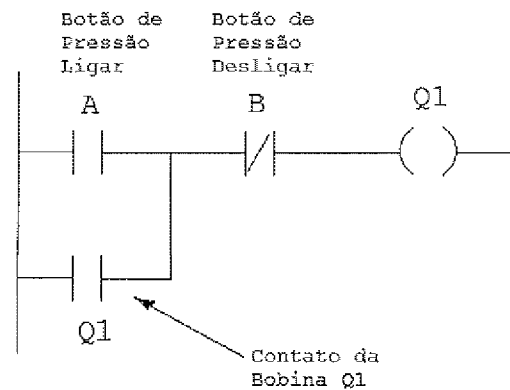 Botão de
Pressão
Ligar
Botão de
Pressão
Desligar
A
B
Q1
Q1
Contato da
Bobina Q1